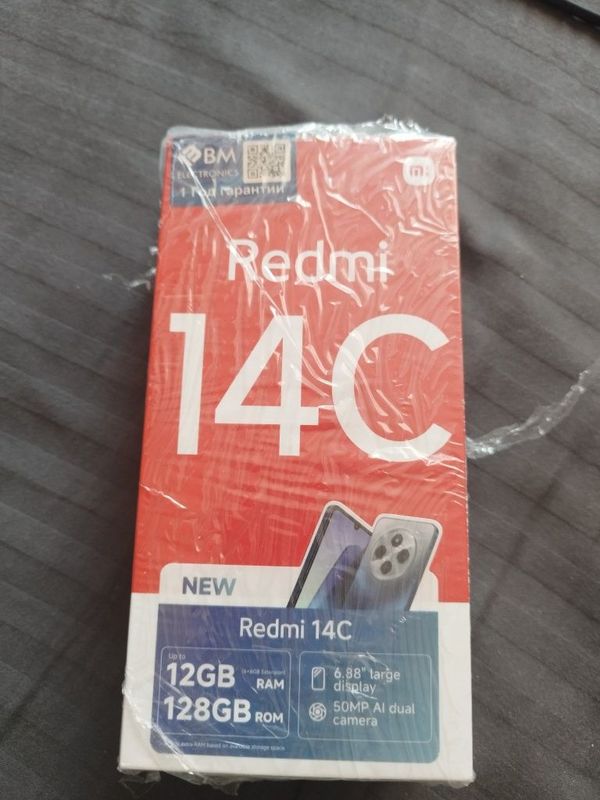 BM
ELECTRONICS
1 год гарантии
Redmi
14C
NEW
Redmi 14C
Up to
12GB RAM
128GB ROM
6.88" large
display
50MP AI dual
camera